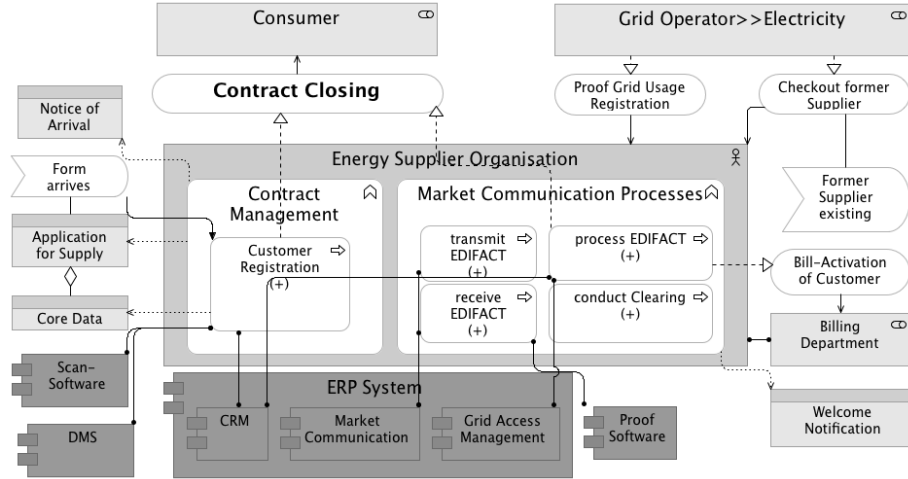 Consumer
Grid Operator>>Electricity
Contract Closing
Proof Grid Usage
Registration
Checkout former
Supplier
Notice of
Arrival
Energy Supplier Organisation
Form
arrives
Contract
Management
Market Communication Processes
Former
Supplier
existing
Application
for Supply
Customer
Registration
(+)
transmit
EDIFACT
(+)
process EDIFACT
(+)
Bill-Activation
of Customer
receive
EDIFACT
(+)
conduct Clearing
(+)
Core Data
Billing
Department
Scan-
Software
ERP System
CRM
Market
Communication
Grid Access
Management
Proof
Software
Welcome
Notification
DMS